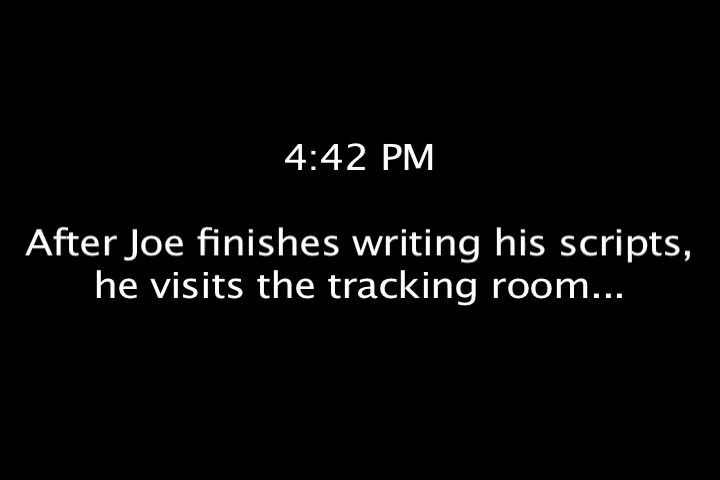 4:42 PM
After Joe finishes writing his scripts,
he visits the tracking room...